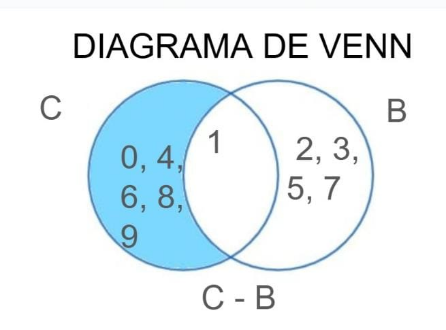 DIAGRAMA DE VENN
C
B
1
0, 4,
6, 8,
9
2, 3,
5, 7
C - B